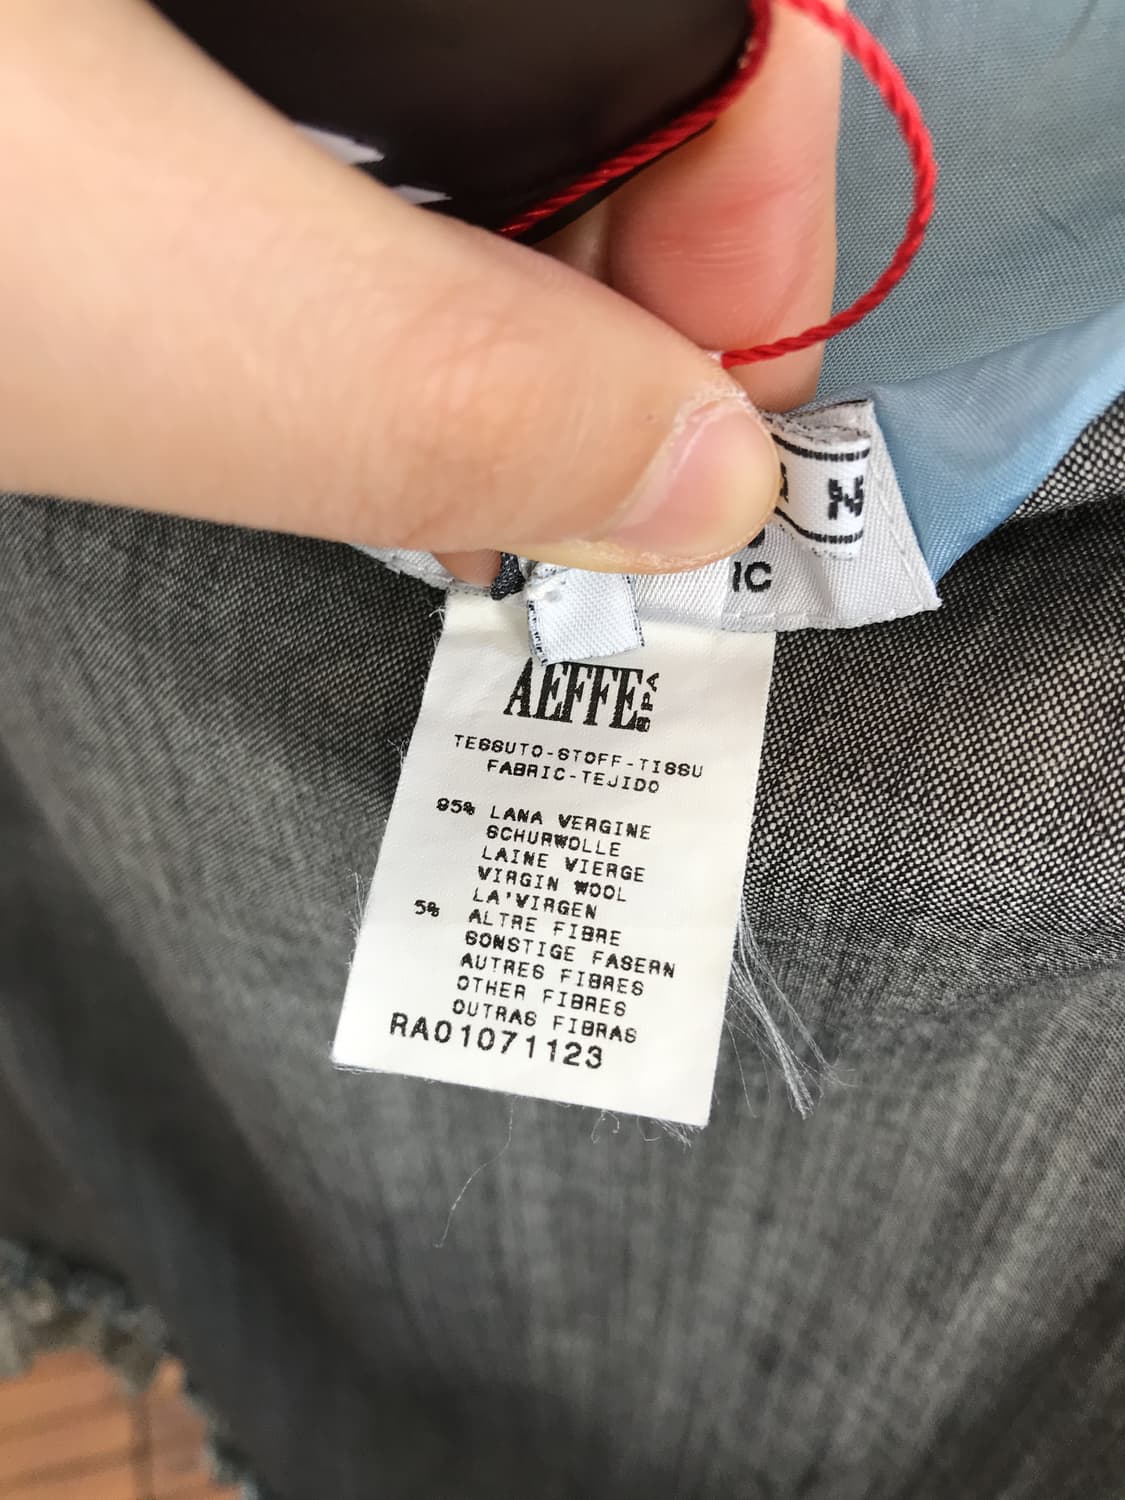 N
IC
AEFFE SPA
TESSUTO-STOFF-TISSU
FABRIC-TEJIDO
95% LANA VERGINE
SCHURWOLLE
LAINE VIERGE
VIRGIN WOOL
LA'VIRGEN
5% ALTRE FIBRE
SONSTIGE FASERN
AUTRES FIBRES
OTHER FIBRES
OUTRAS FIBRAS
RA01071123